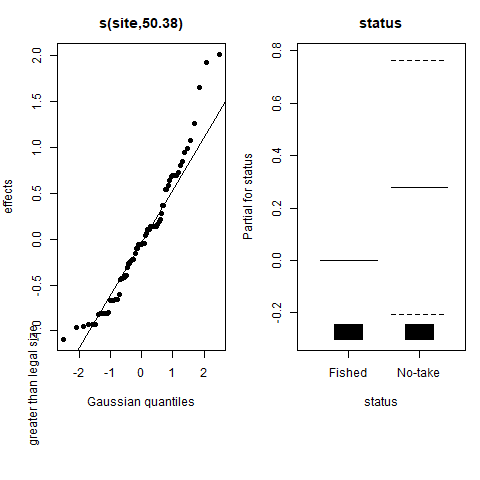 s(site,50.38)
effects
2.0
1.5
1.0
0.5
0.0
-0.5
-1.0
-2
-1
0
1
2
Gaussian quantiles
greater than legal size
status
Partial for status
0.8
0.6
0.4
0.2
0.0
-0.2
Fished
No-take
status